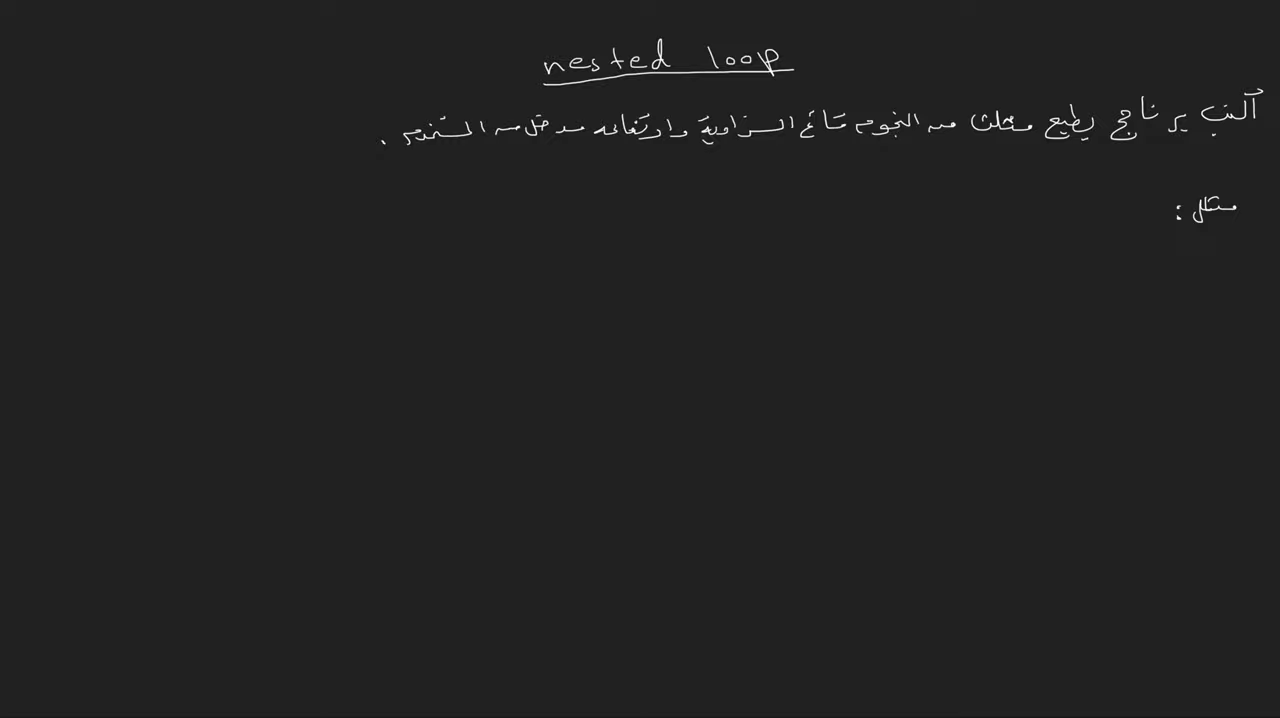 nested loop
اكتب برنامج يطبع مثلث من النجوم قائم الزاوية وارتفاعه مدخل من المستخدم .
مثال :